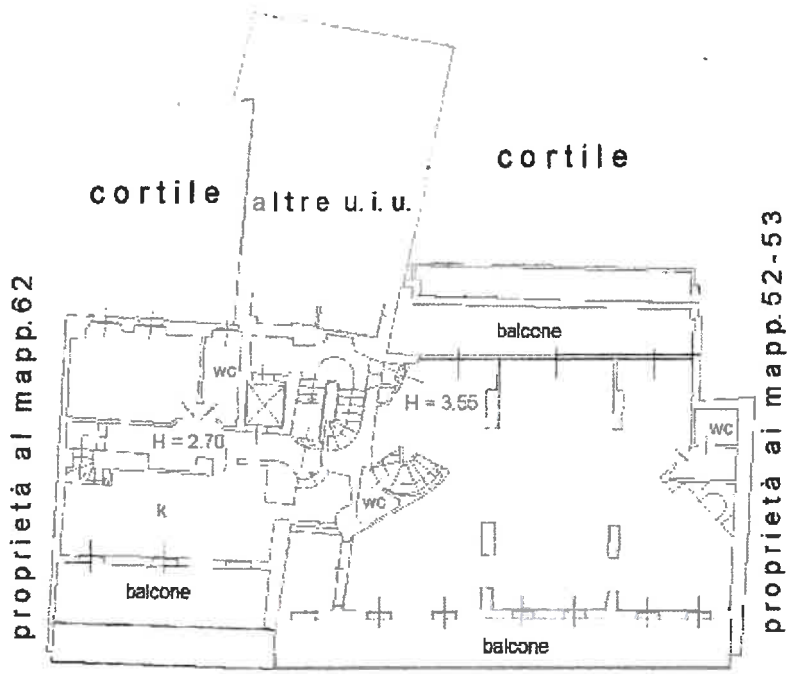 cortile
cortile
altre u.i.u.
proprietà al mapp.62
proprietà ai mapp.52-53
balcone
wc
H = 3.55
wc
H = 2.70
wc
k
balcone
balcone